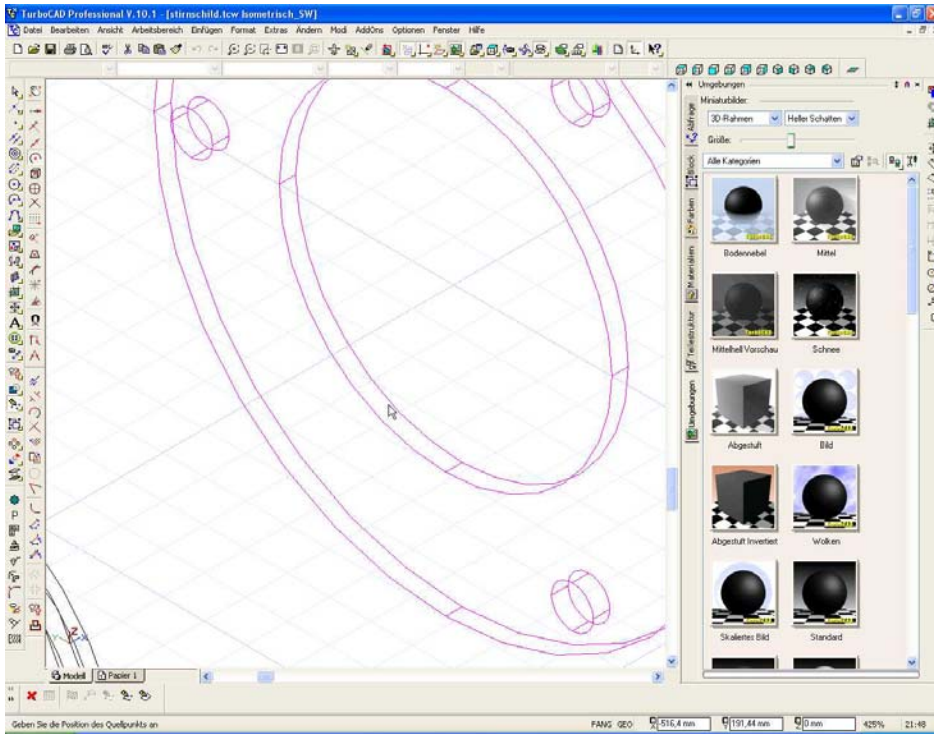 TurboCAD Professional V.10.1 - [stirnschild.tcw Isometrisch_SW]
Datei Bearbeiten Ansicht Arbeitsbereich Einfügen Format Extras Ändern Modi AddOns Optionen Fenster Hilfe
Umgebungen
Miniaturbilder:
3D-Rahmen Heller Schatten
Größe:
Alle Kategorien
Abfrage
Block
Farben
Materialien
Teilestruktur
Umgebungen
Bodennebel Mittel
Mittelhell Vorschau Schnee
Abgestuft Bild
Abgestuft Invertiert Wolken
Skaliertes Bild Standard
Z
X
Modell Papier 1
Geben Sie die Position des Quellpunkts an FANG GEO -516,4 mm 191,44 mm 0 mm 425% 21:48